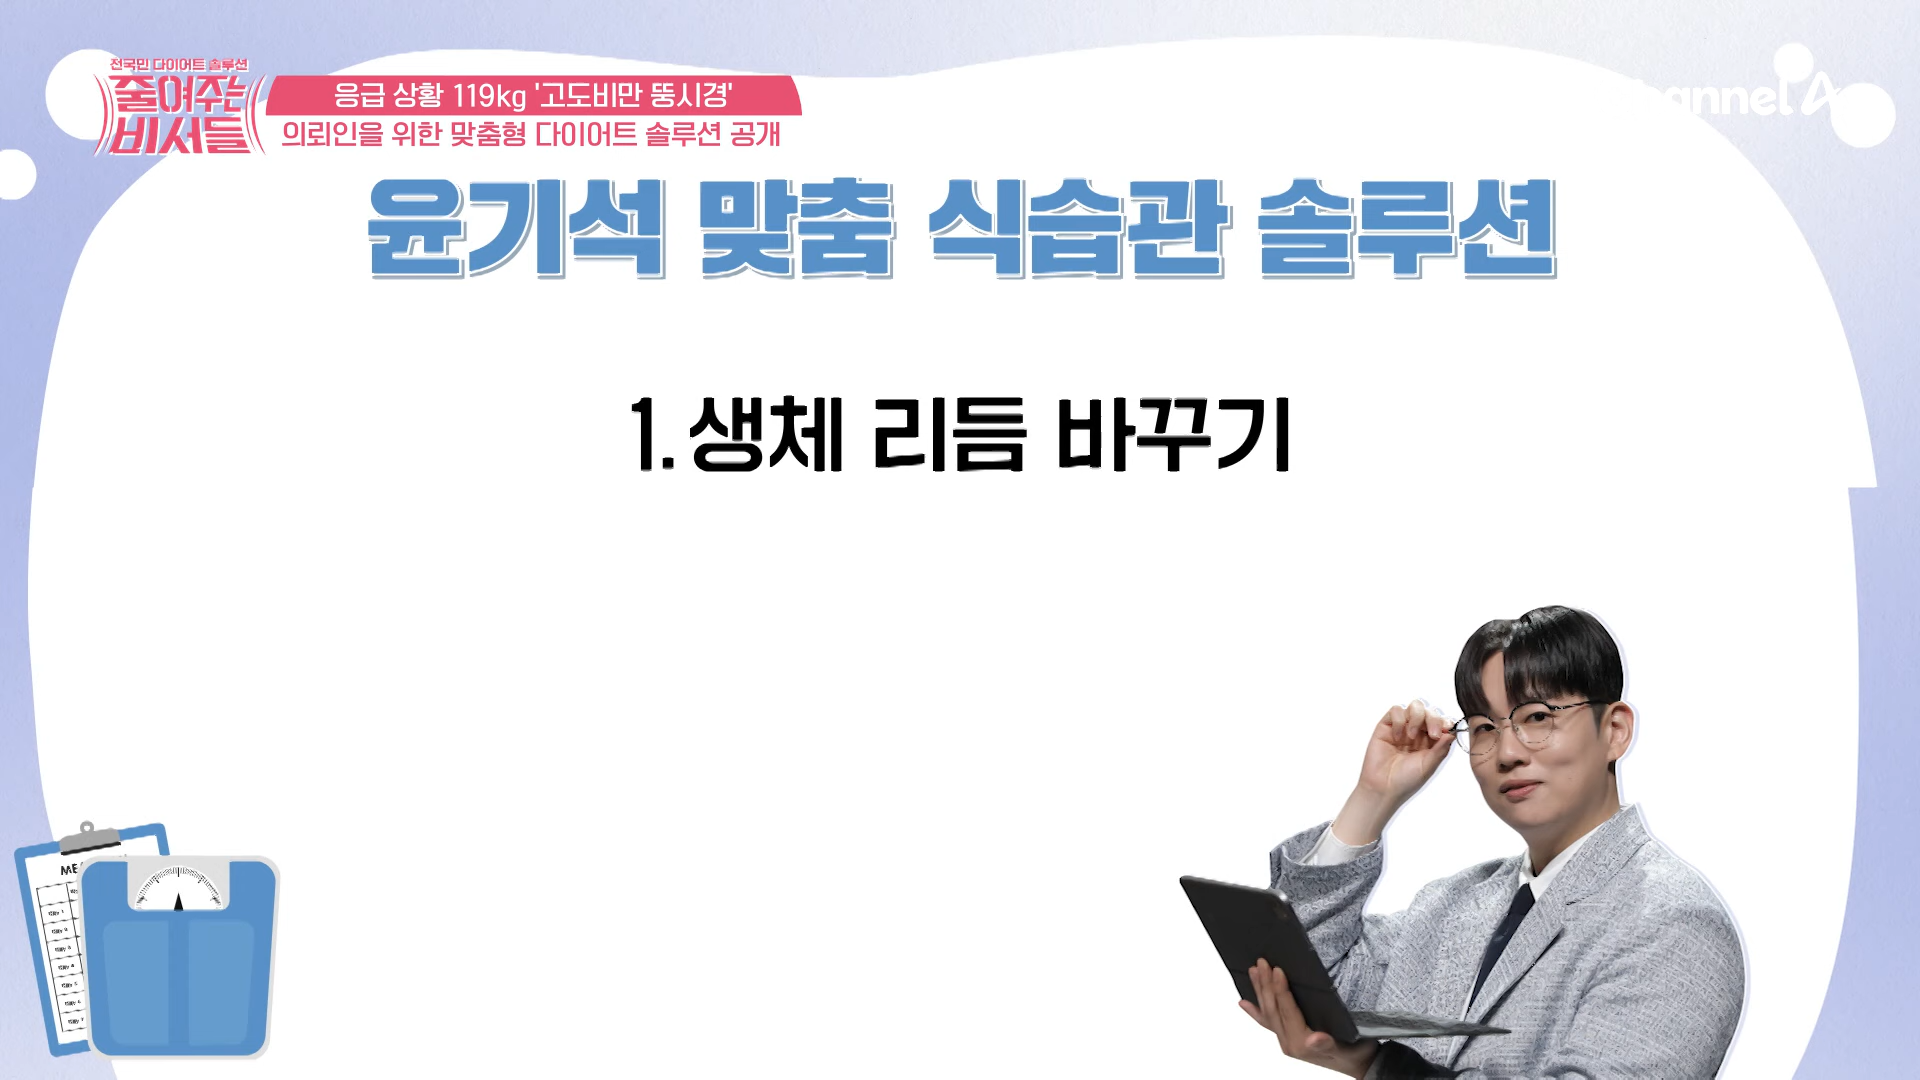 전국민 다이어트 솔루션
줄여주는
비서들
응급 상황 119kg '고도비만 뚱시경'
의뢰인을 위한 맞춤형 다이어트 솔루션 공개
channel A
윤기석 맞춤 식습관 솔루션
1. 생체 리듬 바꾸기